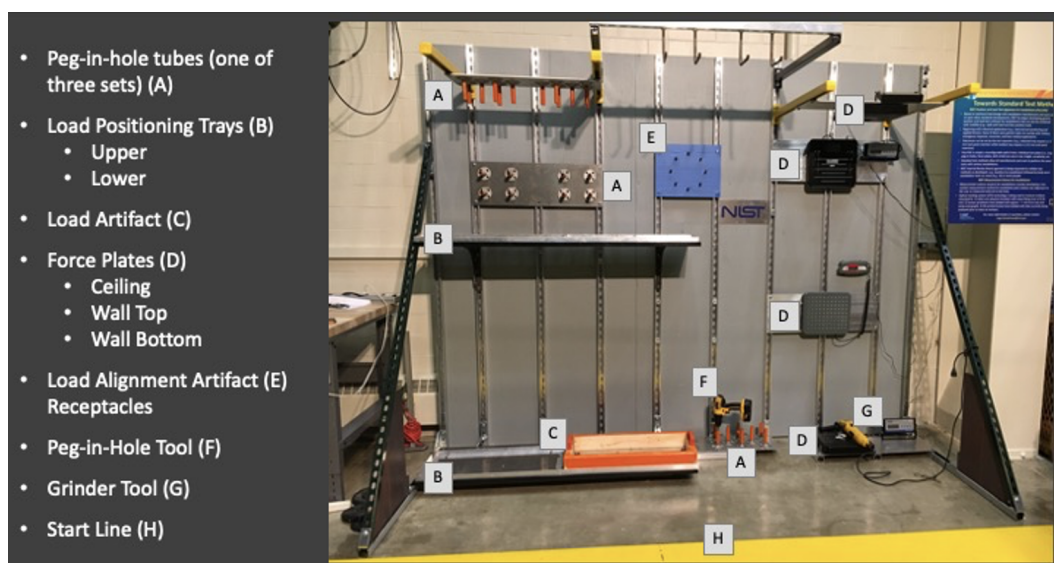 • Peg-in-hole tubes (one of
three sets) (A)
• Load Positioning Trays (B)
• Upper
• Lower
• Load Artifact (C)
• Force Plates (D)
• Ceiling
• Wall Top
• Wall Bottom
• Load Alignment Artifact (E)
Receptacles
• Peg-in-Hole Tool (F)
• Grinder Tool (G)
• Start Line (H)
A
D
Towards Standard Test
E
D
A
NIST
B
D
F
G
C
D
A
B
H